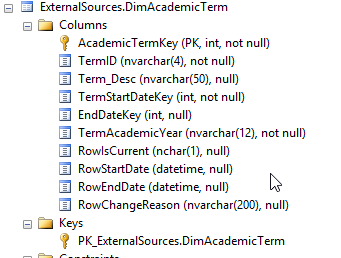 ExternalSources.DimAcademicTerm
Columns
AcademicTermKey (PK, int, not null)
TermID (nvarchar(4), not null)
Term_Desc (nvarchar(50), null)
TermStartDateKey (int, not null)
EndDateKey (int, not null)
TermAcademicYear (nvarchar(12), not null)
RowIsCurrent (nchar(1), null)
RowStartDate (datetime, null)
RowEndDate (datetime, null)
RowChangeReason (nvarchar(200), null)
Keys
PK_ExternalSources.DimAcademicTerm